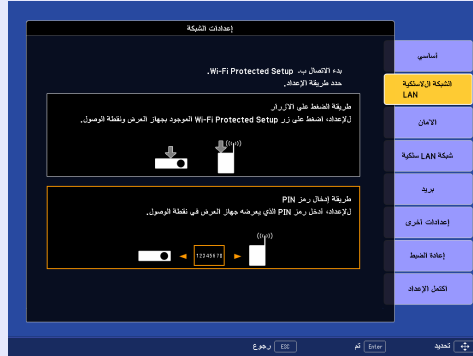 إعدادات الشبكة
بدء الاتصال بـ Wi-Fi Protected Setup.
حدد طريقة الإعداد.
طريقة الضغط على الازرار
للإعداد، اضغط على زر Wi-Fi Protected Setup الموجود بجهاز العرض ونقطة الوصول.
طريقة إدخال رمز PIN
للإعداد، أدخل رمز PIN الذي يعرضه جهاز العرض في نقطة الوصول.
12345678
أساسي
الشبكة اللاسلكية
LAN
الأمان
شبكة LAN سلكية
بريد
إعدادات أخرى
إعادة الضبط
اكتمل الإعداد
تحديد
Enter تم
ESC رجوع